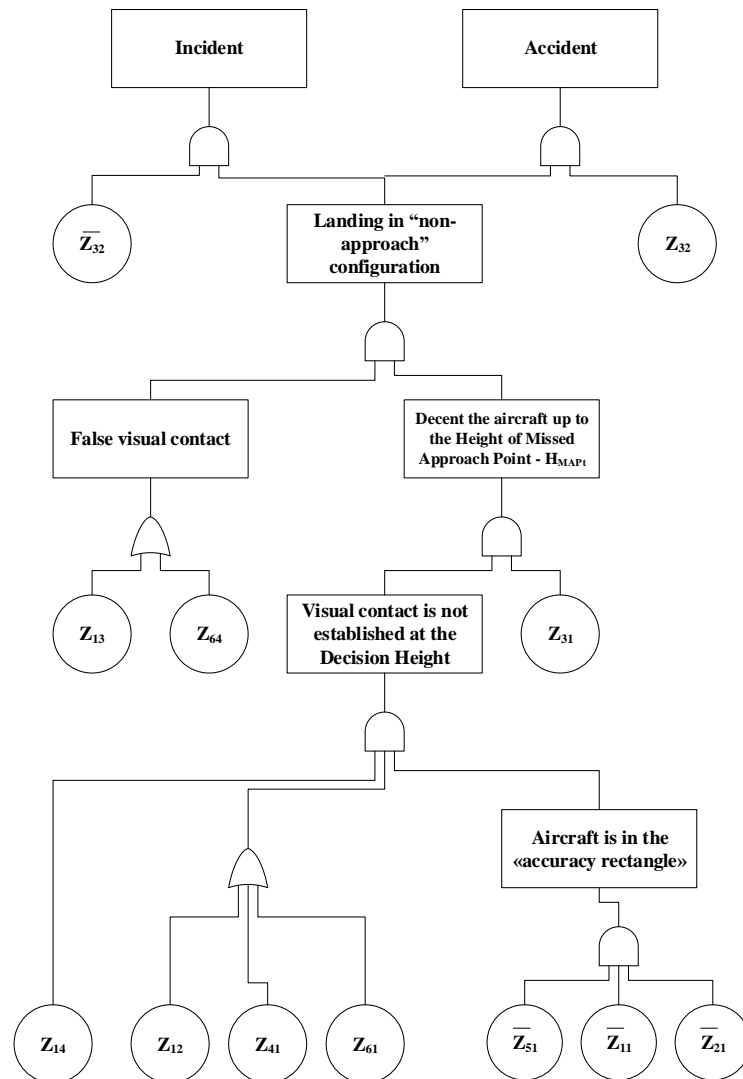 Incident
Accident
Z̅₃₂
Landing in “non-
approach”
configuration
Z₃₂
False visual contact
Decent the aircraft up to
the Height of Missed
Approach Point - H_MAPt
Z₁₃
Z₆₄
Visual contact is not
established at the
Decision Height
Z₃₁
Aircraft is in the
«accuracy rectangle»
Z₁₄
Z₁₂
Z₄₁
Z₆₁
Z̅₅₁
Z̅₁₁
Z̅₂₁